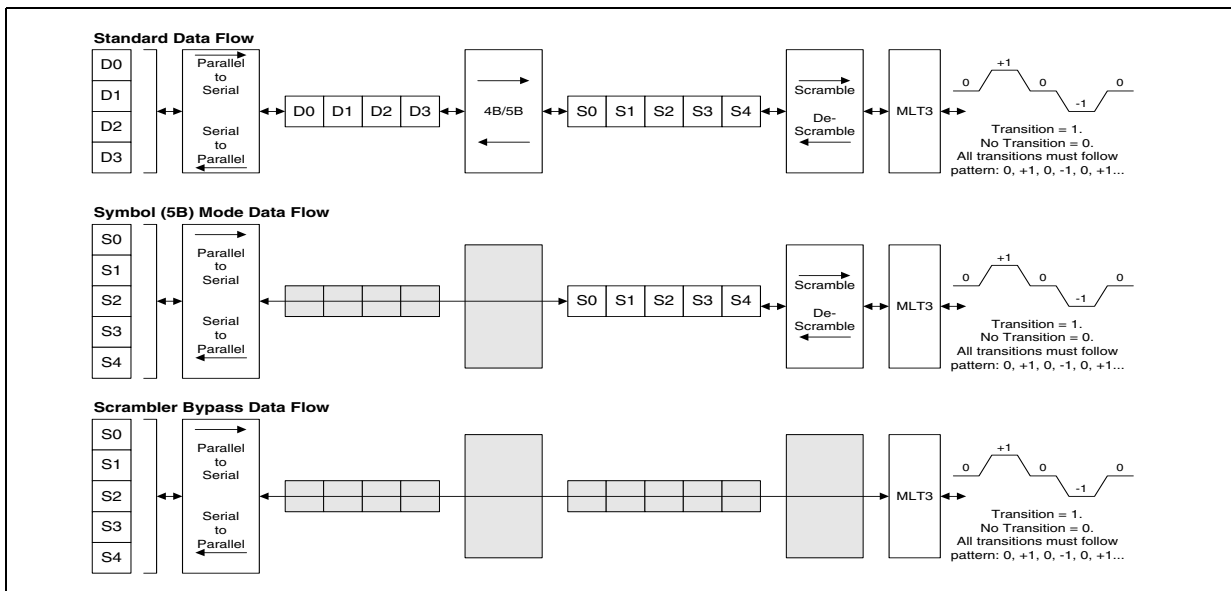 Standard Data Flow
D0
D1
D2
D3
Parallel
to
Serial
Serial
to
Parallel
D0 D1 D2 D3
4B/5B
S0 S1 S2 S3 S4
Scramble
De-
Scramble
MLT3
0 +1 0 -1 0
Transition = 1.
No Transition = 0.
All transitions must follow
pattern: 0, +1, 0, -1, 0, +1...
Symbol (5B) Mode Data Flow
S0
S1
S2
S3
S4
Parallel
to
Serial
Serial
to
Parallel
S0 S1 S2 S3 S4
Scramble
De-
Scramble
MLT3
0 +1 0 -1 0
Transition = 1.
No Transition = 0.
All transitions must follow
pattern: 0, +1, 0, -1, 0, +1...
Scrambler Bypass Data Flow
S0
S1
S2
S3
S4
Parallel
to
Serial
Serial
to
Parallel
MLT3
0 +1 0 -1 0
Transition = 1.
No Transition = 0.
All transitions must follow
pattern: 0, +1, 0, -1, 0, +1...